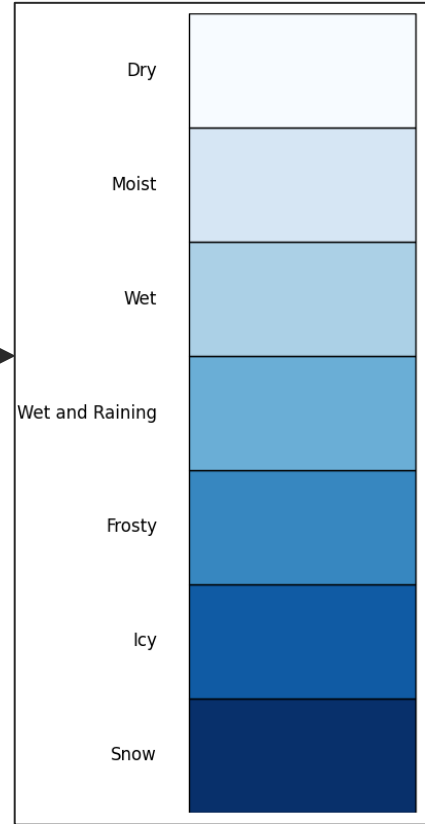 Dry
Moist
Wet
Wet and Raining
Frosty
Icy
Snow